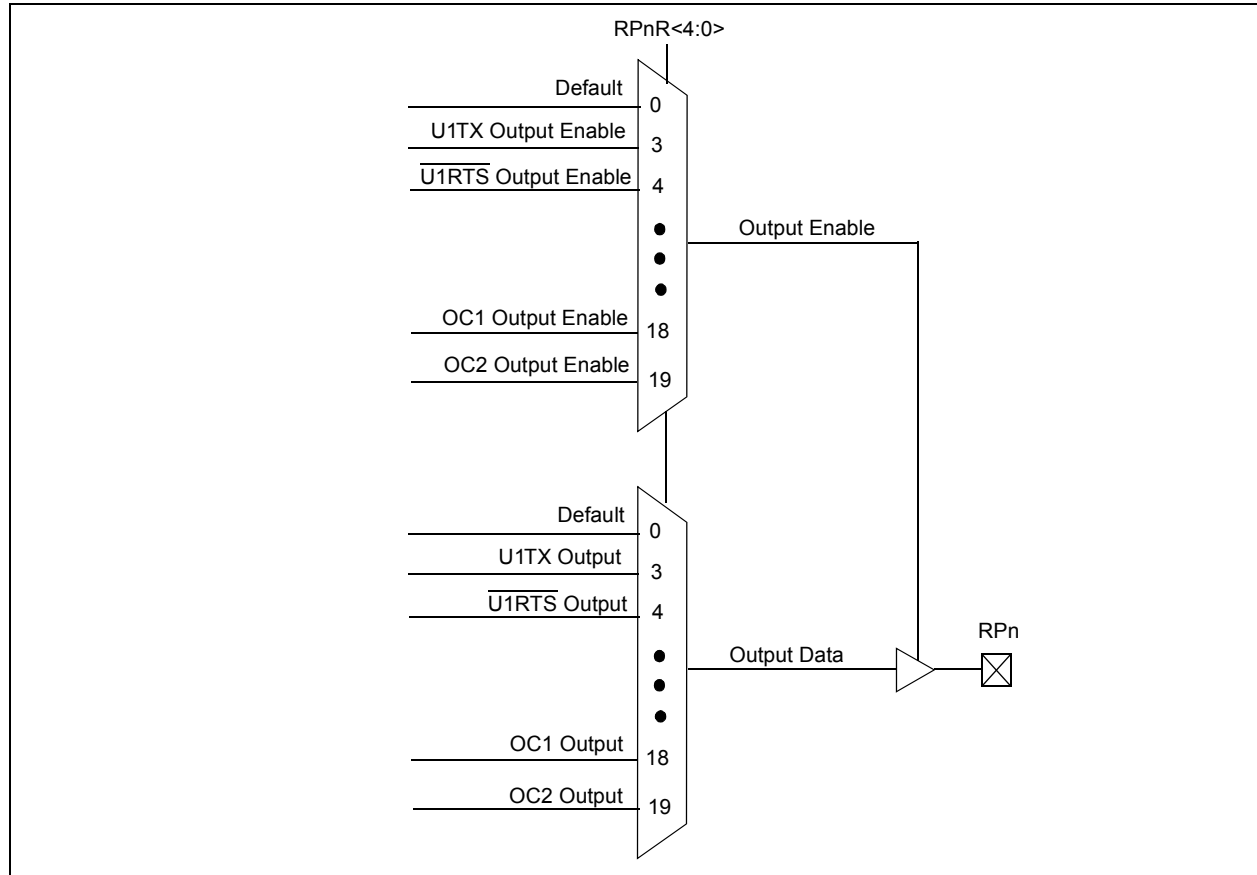 RPnR<4:0>
Default
0
U1TX Output Enable
3
U1RTS Output Enable
4
Output Enable
OC1 Output Enable
18
OC2 Output Enable
19
Default
0
U1TX Output
3
U1RTS Output
4
RPn
Output Data
OC1 Output
18
OC2 Output
19